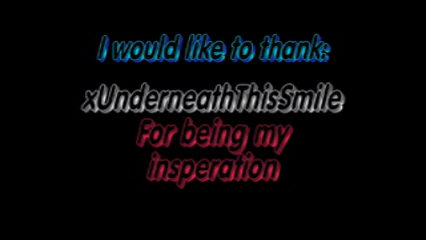 I would like to thank:
xUnderneathThisSmile
For being my
insperation